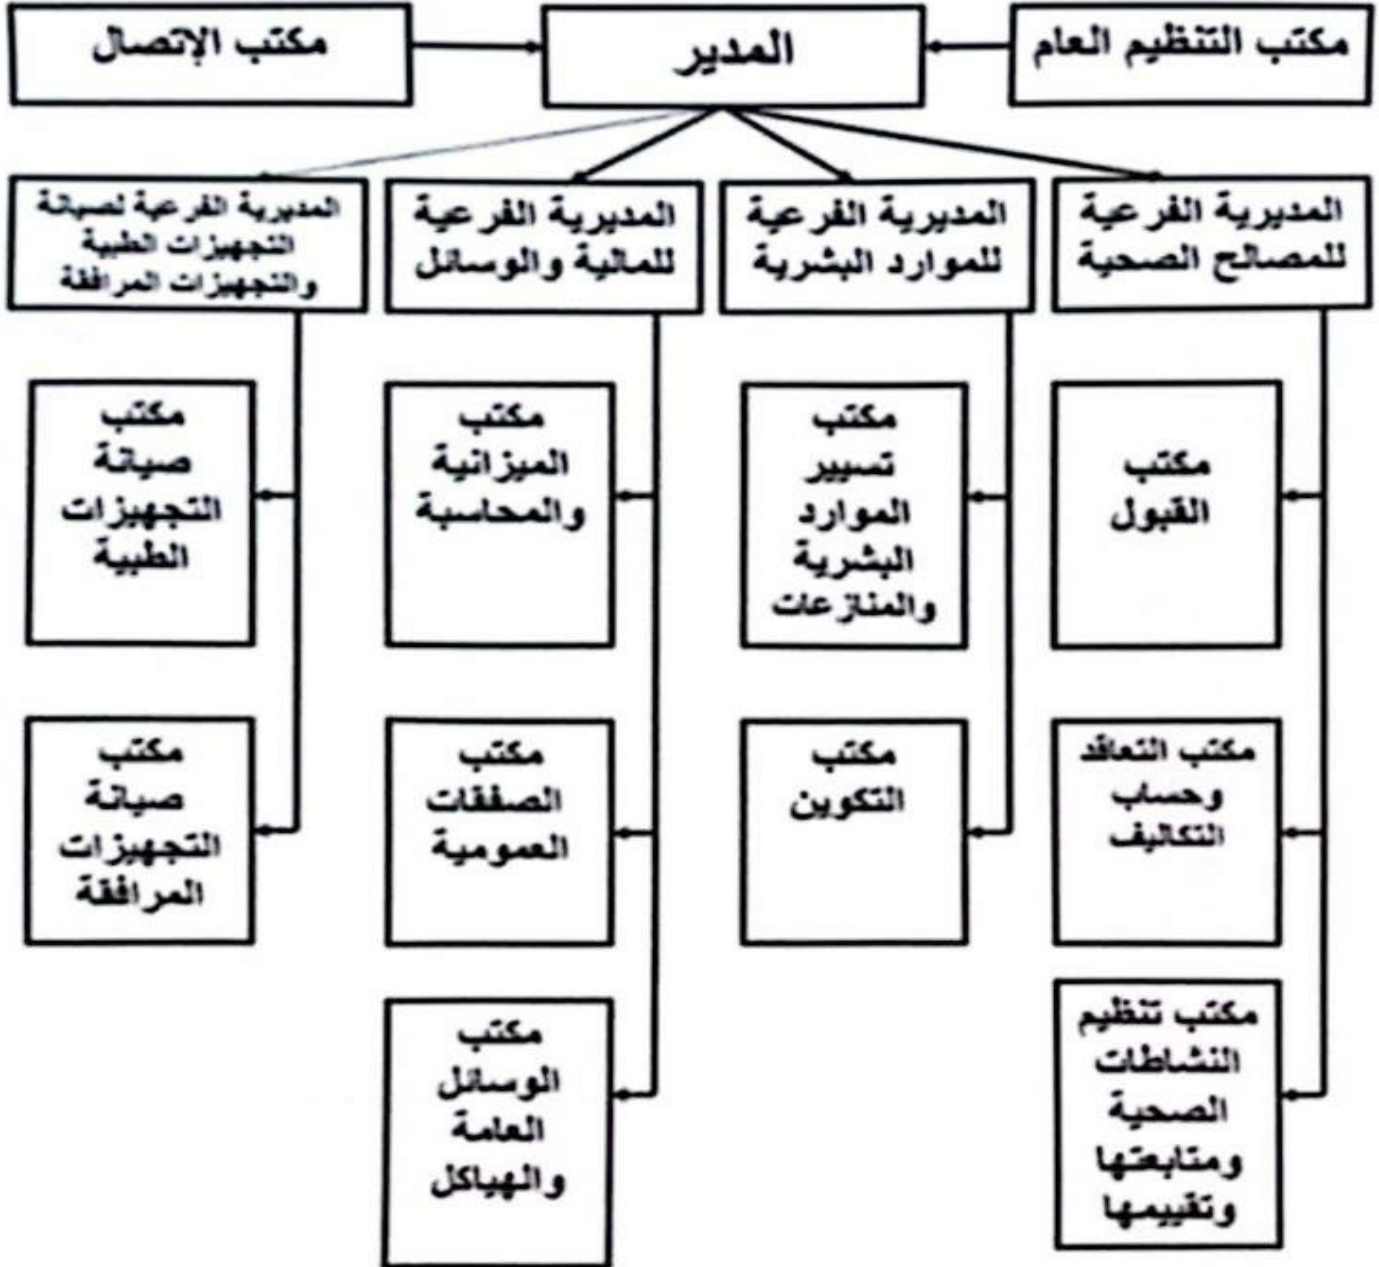 مكتب التنظيم العام
المدير
مكتب الإتصال
المديرية الفرعية
للمصالح الصحية
المديرية الفرعية
للموارد البشرية
المديرية الفرعية
للمالية والوسائل
المديرية الفرعية لصيانة
التجهيزات الطبية
والتجهيزات المرافقة
مكتب
القبول
مكتب
تسيير
الموارد
البشرية
والمنازعات
مكتب
الميزانية
والمحاسبة
مكتب
صيانة
التجهيزات
الطبية
مكتب التعاقد
وحساب
التكاليف
مكتب
التكوين
مكتب
الصفقات
العمومية
مكتب
صيانة
التجهيزات
المرافقة
مكتب تنظيم
النشاطات
الصحية
ومتابعتها
وتقييمها
مكتب
الوسائل
العامة
والهياكل